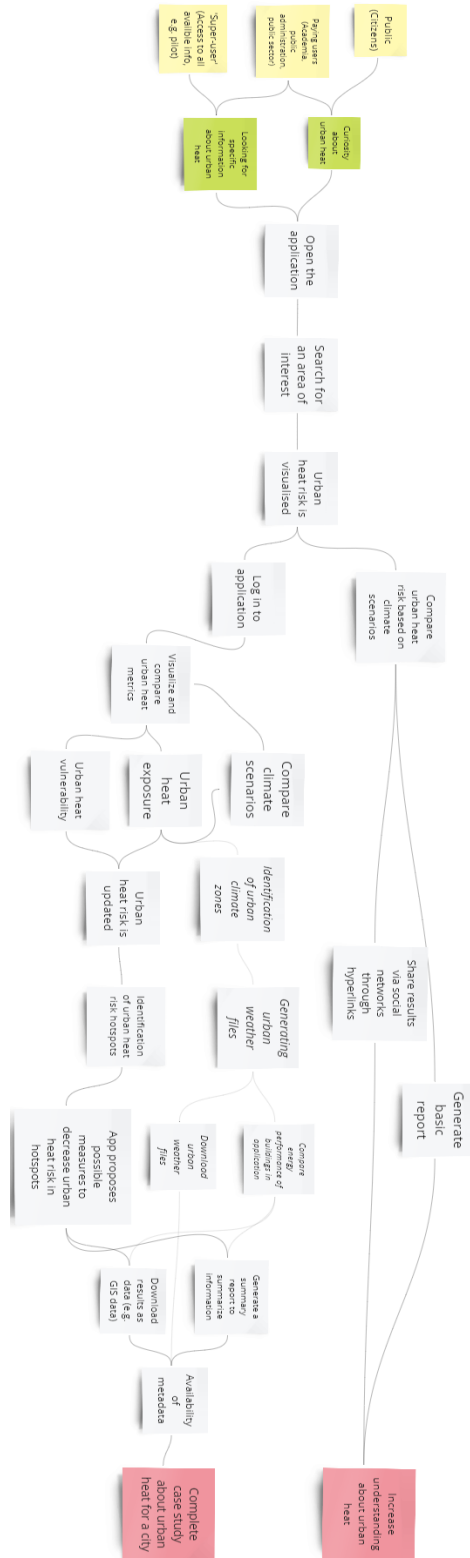 Public
(Citizens)
Paying users
(Academia,
public
administration,
public sector)
'Super-user'
(Access to all
availible info,
e.g. pilot)
Curiosity
about
urban heat
Looking for
specific
information
about urban
heat
Open the
application
Search for
an area of
interest
Urban
heat risk is
visualised
Compare
urban heat
risk based on
climate
scenarios
Log in to
application
Visualize and
compare
urban heat
metrics
Compare
climate
scenarios
Urban
heat
exposure
Urban heat
vulnerability
Identification
of urban
climate
zones
Urban
heat risk is
updated
Share results
via social
networks
through
hyperlinks
Generating
urban
weather
files
Identification
of urban heat
risk hotspots
Generate
basic
report
Compare
energy
performance of
buildings in
application
Download
urban
weather
files
App proposes
possible
measures to
decrease urban
heat risk in
hotspots
Generate a
summary
report to
summarize
information
Download
results as
data (e.g.
GIS data)
Availability
of
metadata
Increase
understanding
about urban
heat
Complete
case study
about urban
heat for a city